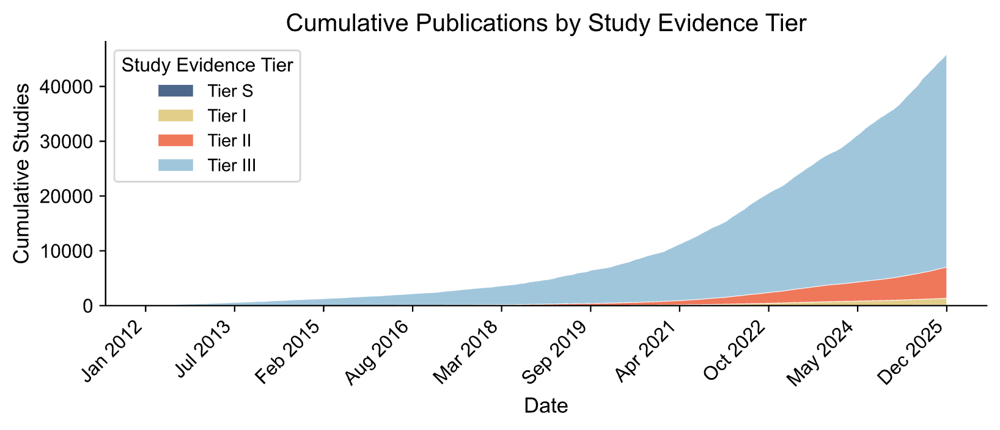 Cumulative Publications by Study Evidence Tier
Study Evidence Tier
Tier S
Tier I
Tier II
Tier III
Cumulative Studies
40000
30000
20000
10000
0
Jan 2012
Jul 2013
Feb 2015
Aug 2016
Mar 2018
Sep 2019
Apr 2021
Oct 2022
May 2024
Dec 2025
Date